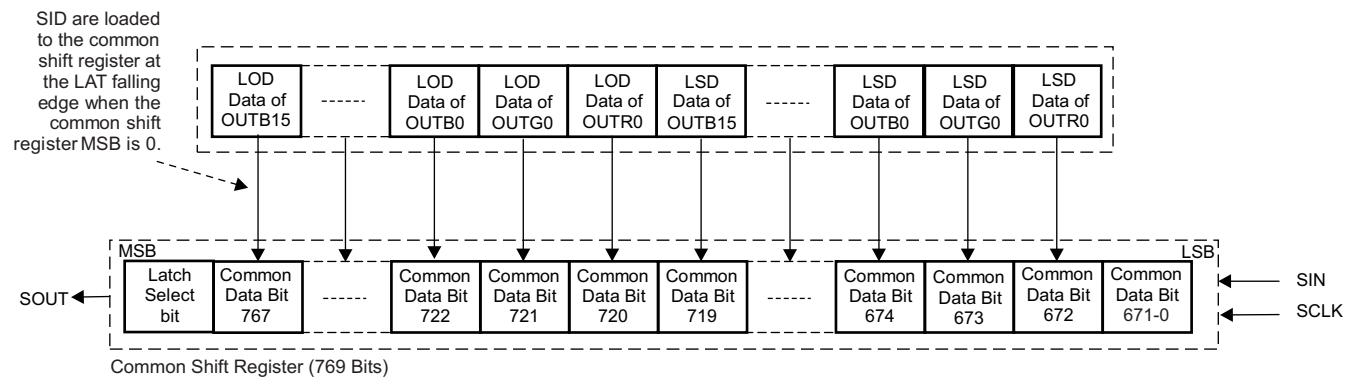 SID are loaded
to the common
shift register at
the LAT falling
edge when the
common shift
register MSB is 0.
LOD
Data of
OUTB15
LOD
Data of
OUTB0
LOD
Data of
OUTG0
LOD
Data of
OUTR0
LSD
Data of
OUTB15
LSD
Data of
OUTB0
LSD
Data of
OUTG0
LSD
Data of
OUTR0
MSB
LSB
Latch
Select
bit
Common
Data Bit
767
Common
Data Bit
722
Common
Data Bit
721
Common
Data Bit
720
Common
Data Bit
719
Common
Data Bit
674
Common
Data Bit
673
Common
Data Bit
672
Common
Data Bit
671-0
SOUT
SIN
SCLK
Common Shift Register (769 Bits)